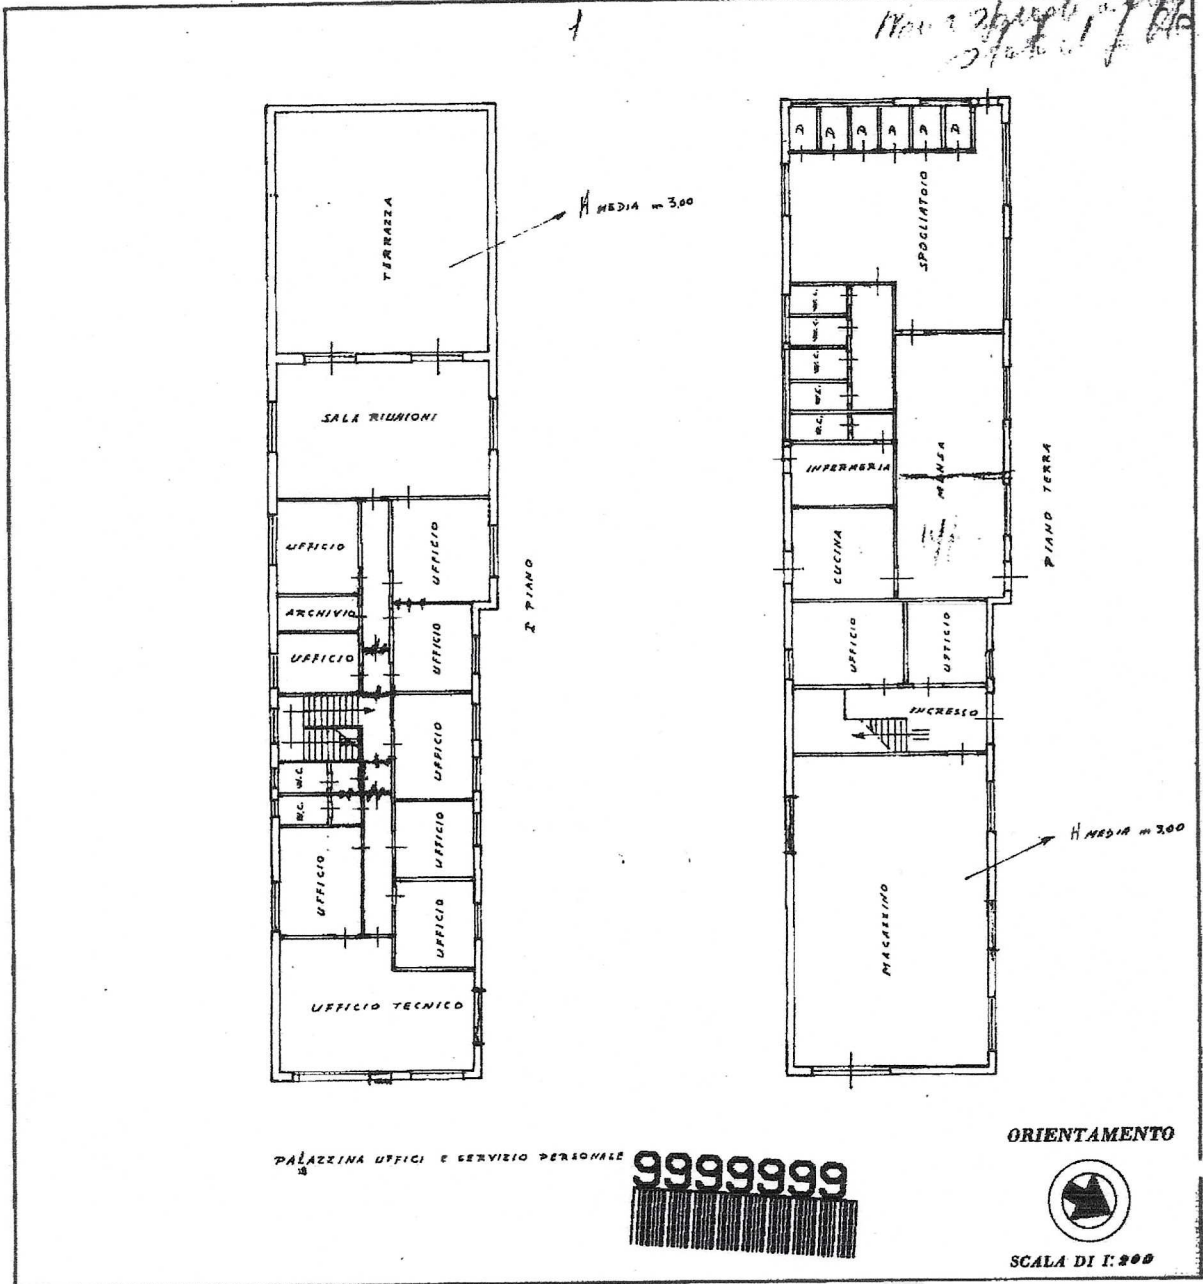 1
TERRAZZA
H MEDIA m 3,00
SALA RIUNIONI
UFFICIO
UFFICIO
ARCHIVIO
UFFICIO
UFFICIO
W.C.
W.C.
UFFICIO
UFFICIO
UFFICIO
UFFICIO
UFFICIO TECNICO
I° PIANO
A A A A A A
SPOGLIATOIO
W.C.
W.C.
W.C.
W.C.
W.C.
INFERMERIA
MENSA
CUCINA
PIANO TERRA
UFFICIO
UFFICIO
INGRESSO
H MEDIA m 3,00
MAGAZZINO
PALAZZINA UFFICI E SERVIZIO PERSONALE
9999999
ORIENTAMENTO
SCALA DI 1:200